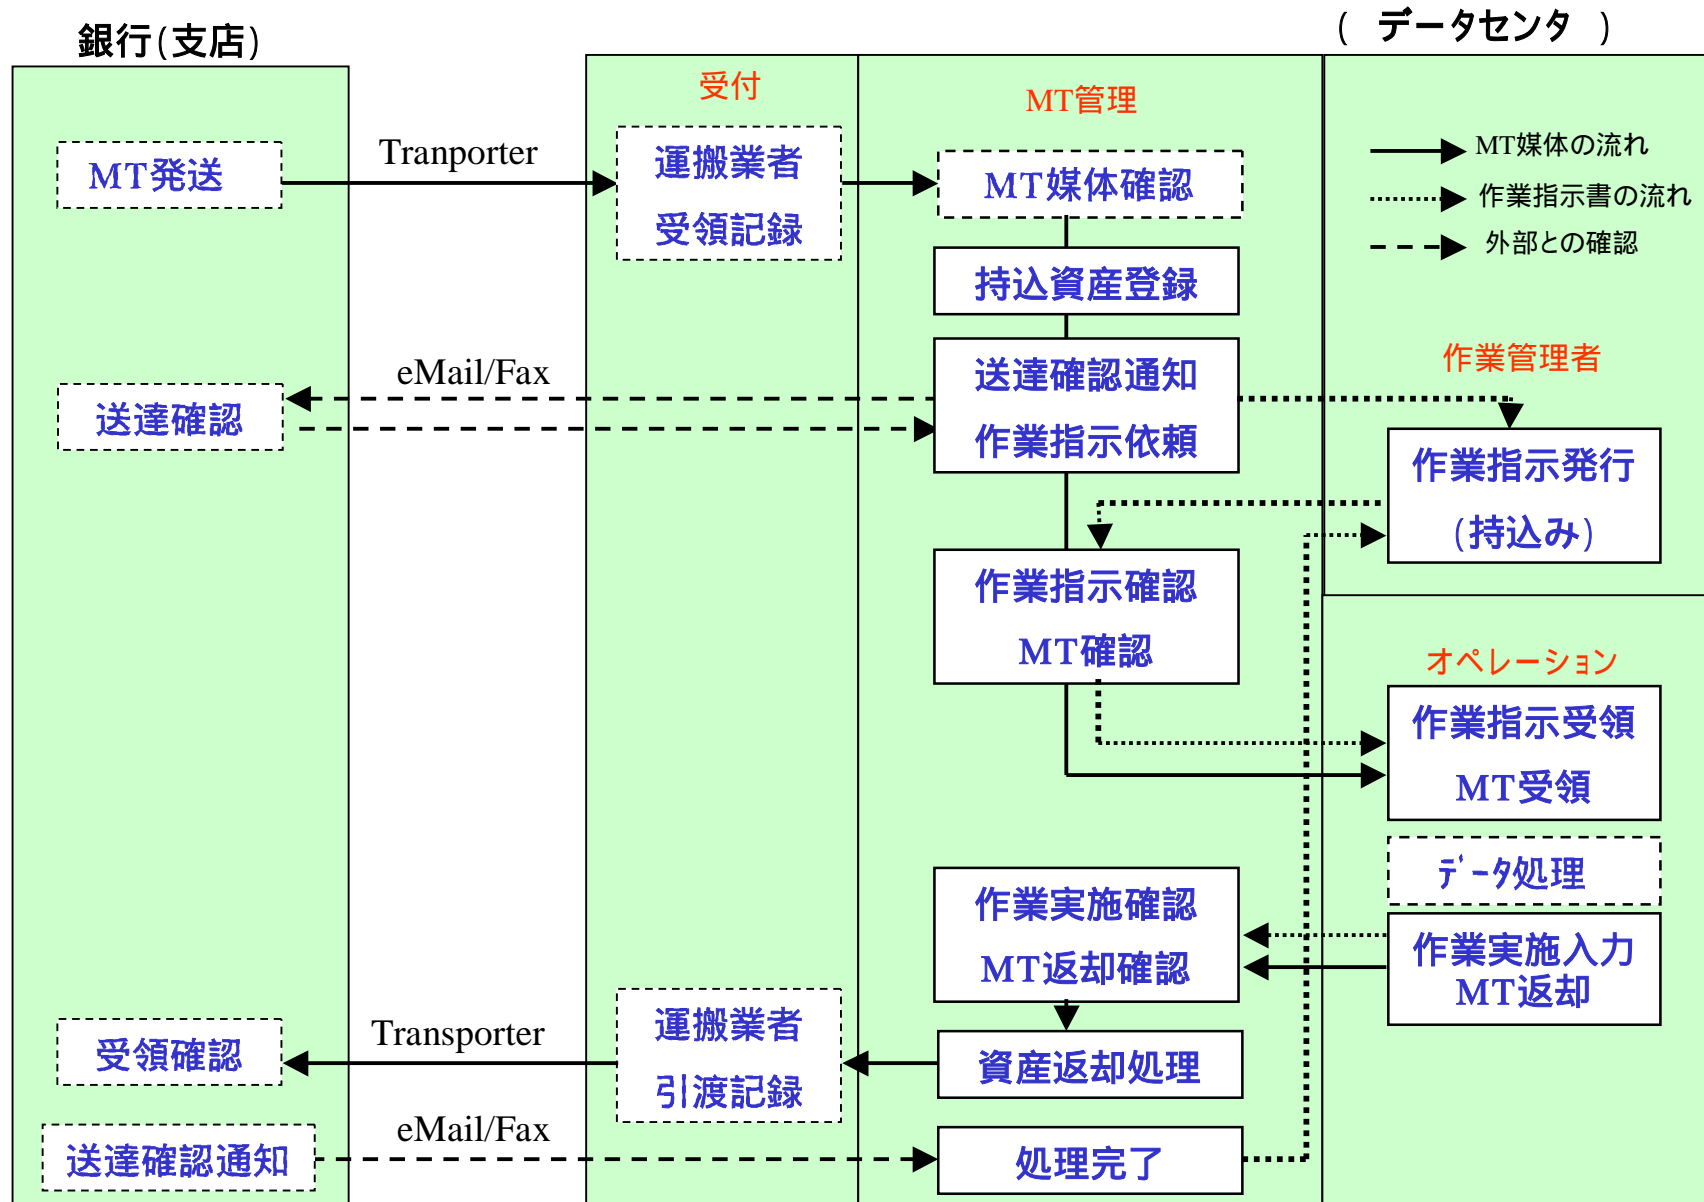 銀行(支店)
( データセンタ )
受付
MT管理
MT発送
Tranporter
運搬業者
受領記録
MT媒体確認
MT媒体の流れ
作業指示書の流れ
外部との確認
持込資産登録
eMail/Fax
送達確認
送達確認通知
作業指示依頼
作業管理者
作業指示発行
(持込み)
作業指示確認
MT確認
オペレーション
作業指示受領
MT受領
データ処理
作業実施確認
MT返却確認
作業実施入力
MT返却
受領確認
Transporter
運搬業者
引渡記録
資産返却処理
送達確認通知
eMail/Fax
処理完了